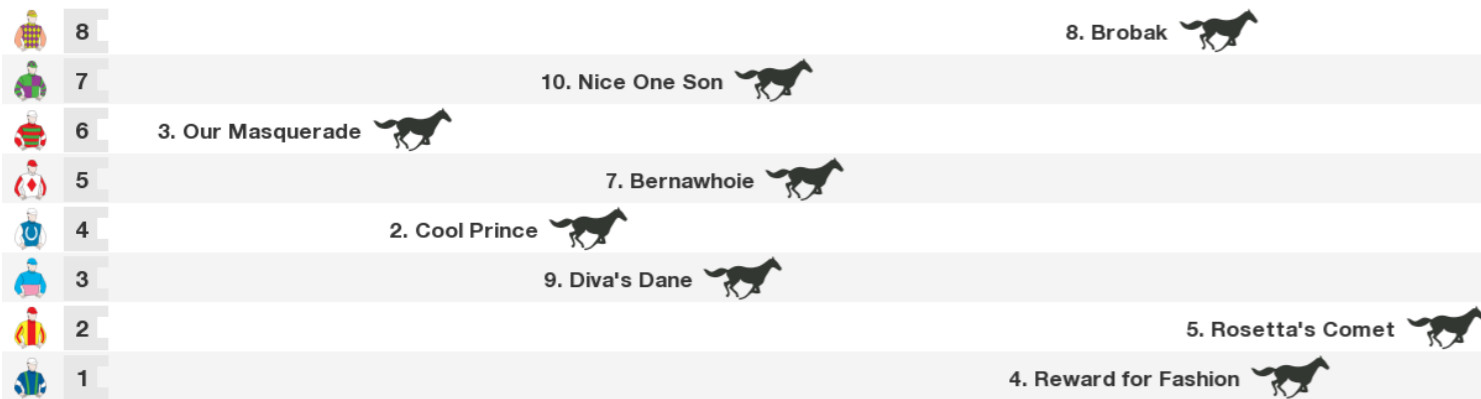 8 8. Brobak
7 10. Nice One Son
6 3. Our Masquerade
5 7. Bernawhoie
4 2. Cool Prince
3 9. Diva's Dane
2 5. Rosetta's Comet
1 4. Reward for Fashion